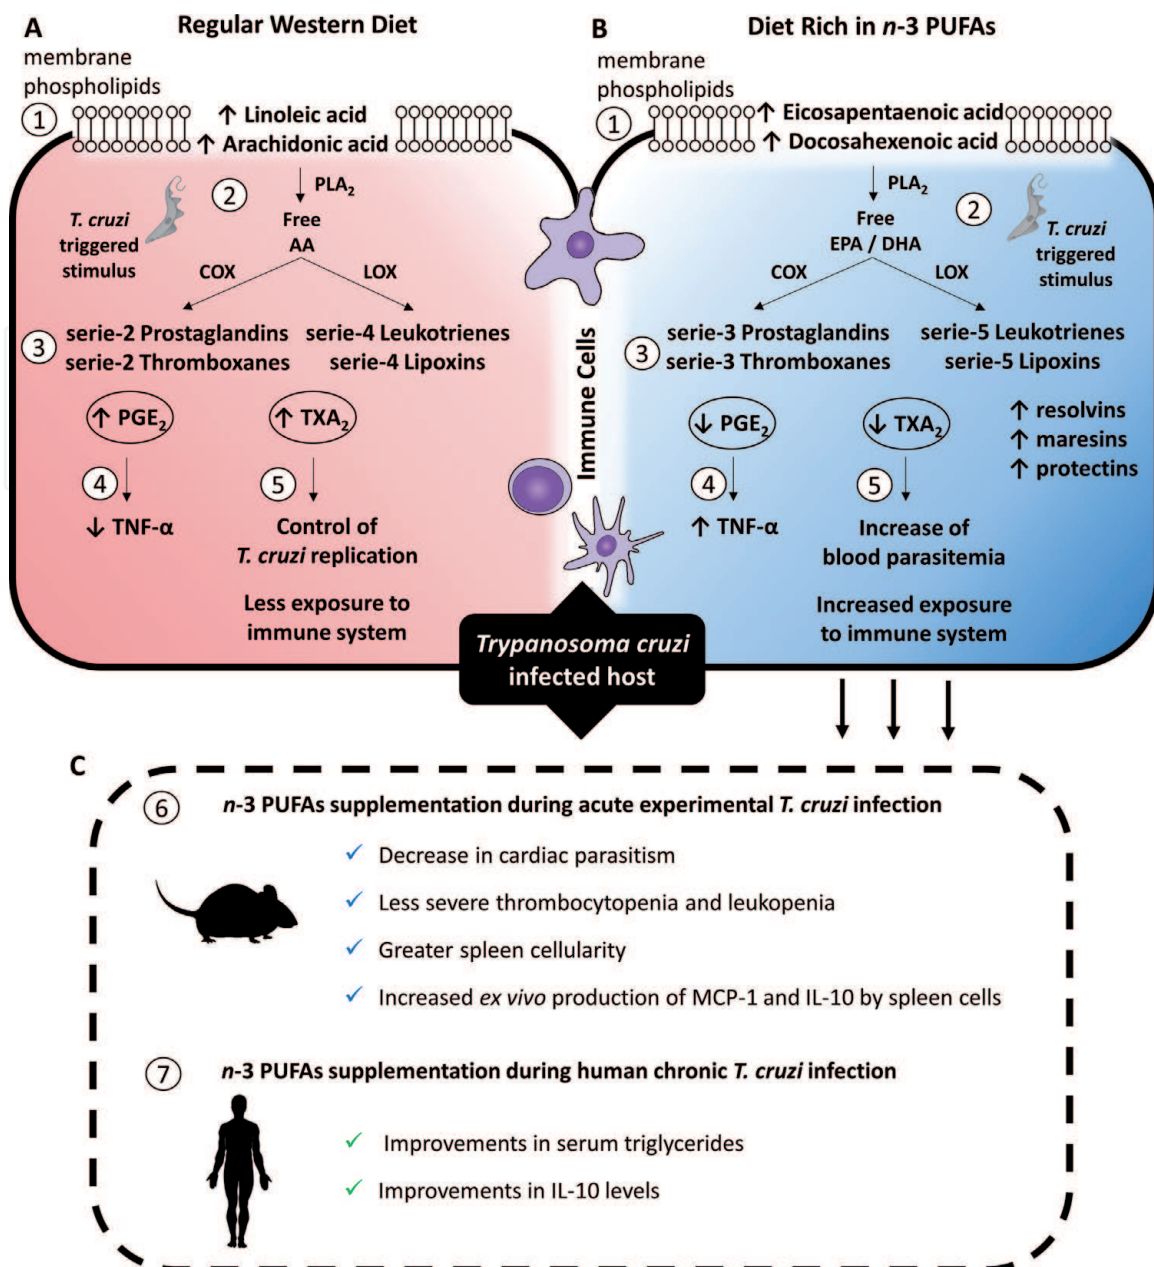 A
Regular Western Diet
membrane
phospholipids
1
↑ Linoleic acid
↑ Arachidonic acid
PLA₂
2
T. cruzi
triggered
stimulus
Free
AA
COX
LOX
3
serie-2 Prostaglandins
serie-2 Thromboxanes
serie-4 Leukotrienes
serie-4 Lipoxins
↑ PGE₂
↑ TXA₂
4
5
↓ TNF-α
Control of
T. cruzi replication
Less exposure to
immune system
Immune Cells
Trypanosoma cruzi
infected host
B
Diet Rich in n-3 PUFAs
membrane
phospholipids
1
↑ Eicosapentaenoic acid
↑ Docosahexenoic acid
PLA₂
2
T. cruzi
triggered
stimulus
Free
EPA / DHA
COX
LOX
3
serie-3 Prostaglandins
serie-3 Thromboxanes
serie-5 Leukotrienes
serie-5 Lipoxins
↓ PGE₂
↓ TXA₂
↑ resolvins
↑ maresins
↑ protectins
4
5
↑ TNF-α
Increase of
blood parasitemia
Increased exposure
to immune system
C
6
n-3 PUFAs supplementation during acute experimental T. cruzi infection
✓ Decrease in cardiac parasitism
✓ Less severe thrombocytopenia and leukopenia
✓ Greater spleen cellularity
✓ Increased ex vivo production of MCP-1 and IL-10 by spleen cells
7
n-3 PUFAs supplementation during human chronic T. cruzi infection
✓ Improvements in serum triglycerides
✓ Improvements in IL-10 levels